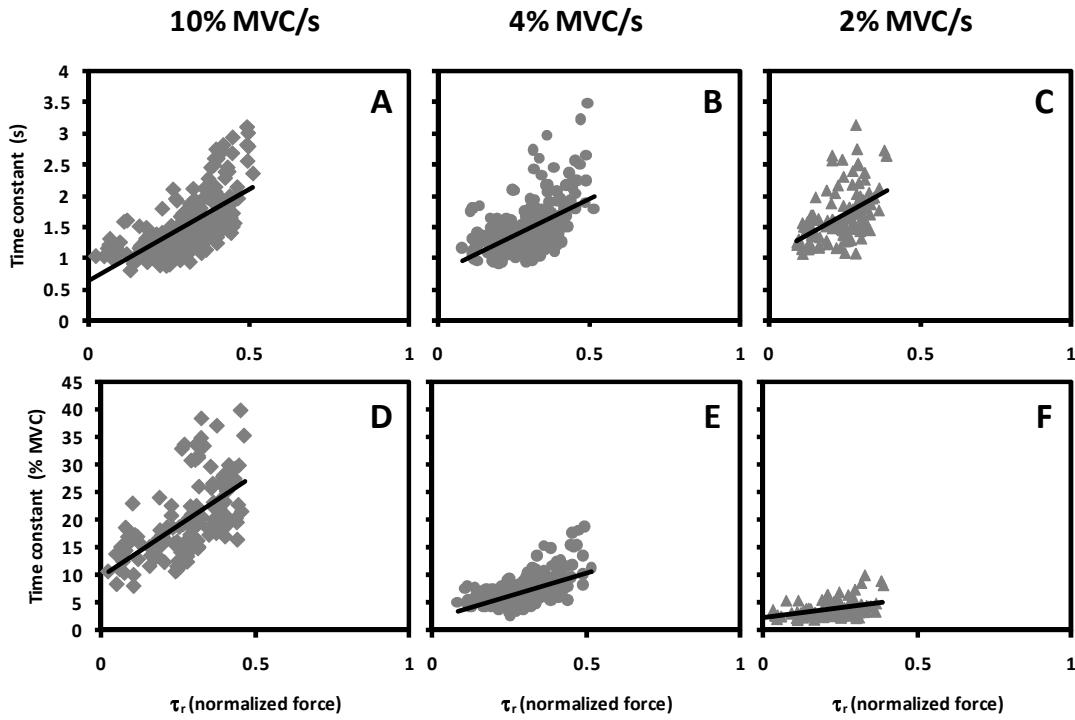 10% MVC/s 4% MVC/s 2% MVC/s
Time constant (s)
4
3.5
3
2.5
2
1.5
1
0.5
0
A
B
C
0 0.5 1
0 0.5 1
0 0.5 1
Time constant (% MVC)
45
40
35
30
25
20
15
10
5
0
D
E
F
0 0.5 1
0 0.5 1
0 0.5 1
τr (normalized force) τr (normalized force) τr (normalized force)